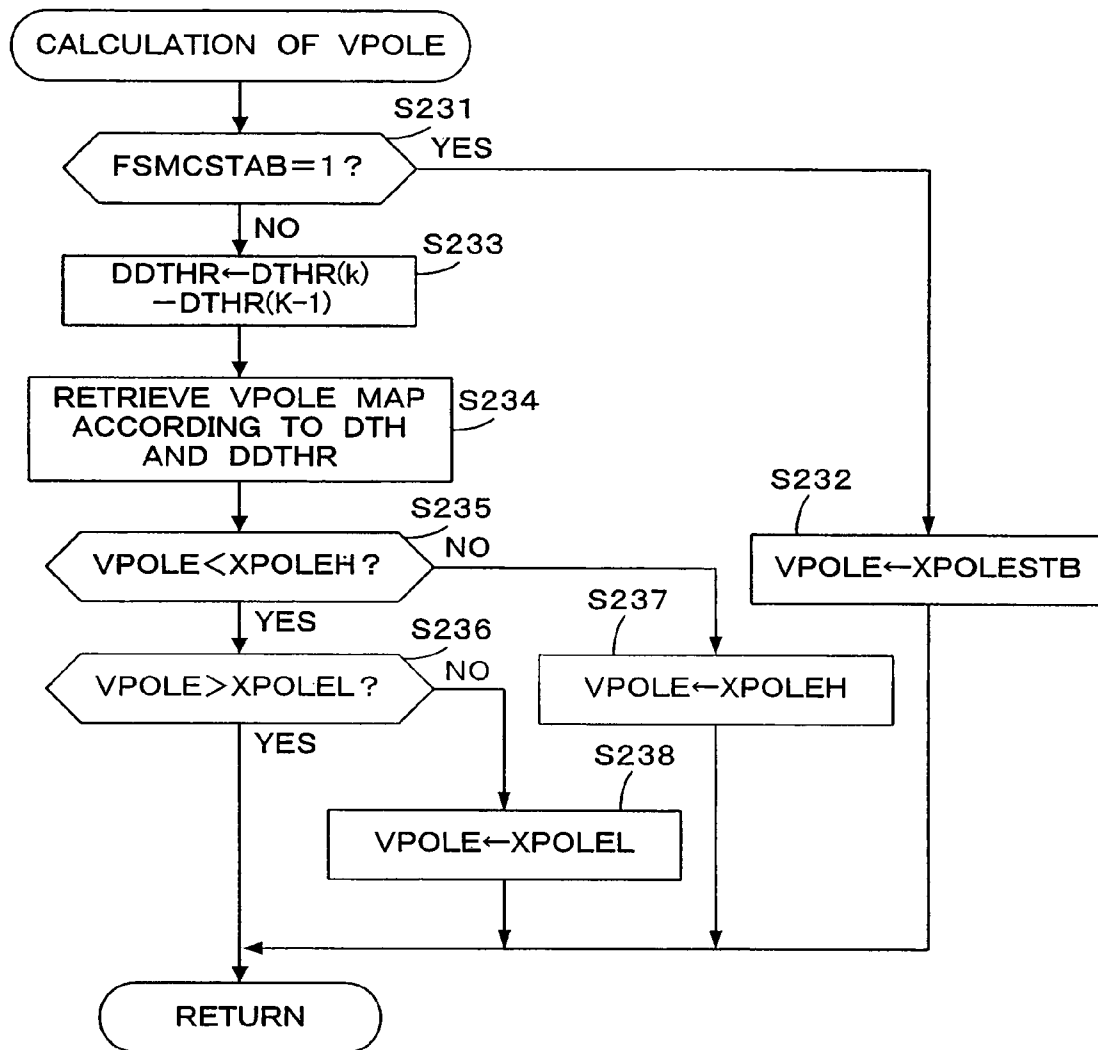 CALCULATION OF VPOLE
S231
FSMCSTAB=1?
YES
NO
S233
DDTHR←DTHR(k)
−DTHR(K-1)
RETRIEVE VPOLE MAP
ACCORDING TO DTH
AND DDTHR
S234
S235
VPOLE<XPOLEH?
NO
YES
S232
VPOLE←XPOLESTB
S236
VPOLE>XPOLEL?
NO
YES
S237
VPOLE←XPOLEH
S238
VPOLE←XPOLEL
RETURN